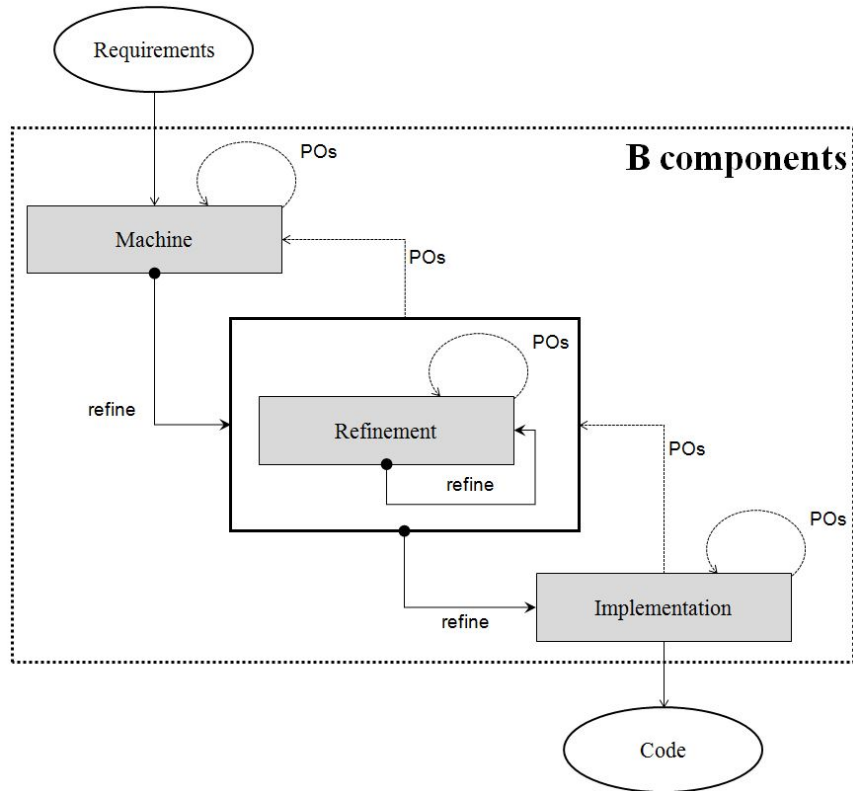 Requirements
POs
B components
Machine
POs
POs
refine
Refinement
POs
refine
POs
refine
Implementation
Code